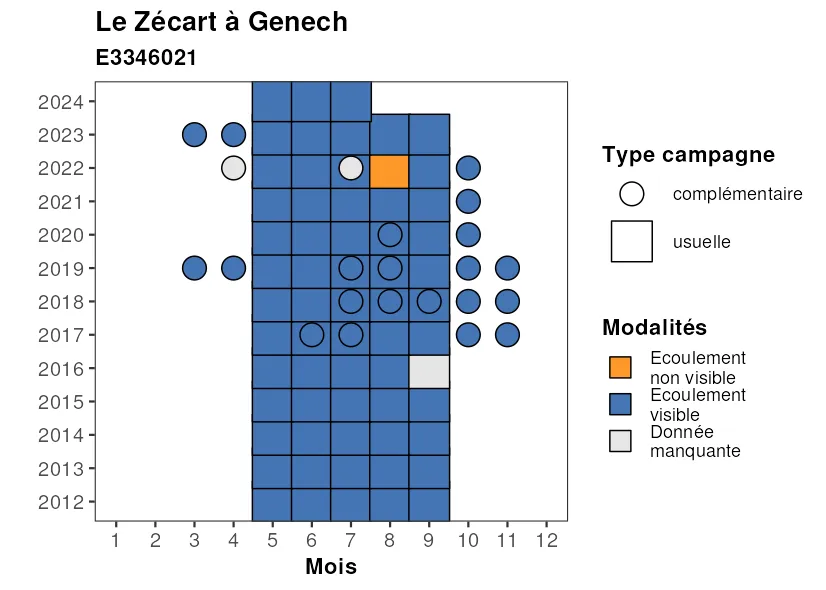 Le Zécart à Genech
E3346021
2024
2023
2022
2021
2020
2019
2018
2017
2016
2015
2014
2013
2012
1 2 3 4 5 6 7 8 9 10 11 12
Mois
Type campagne
complémentaire
usuelle
Modalités
Ecoulement
non visible
Ecoulement
visible
Donnée
manquante